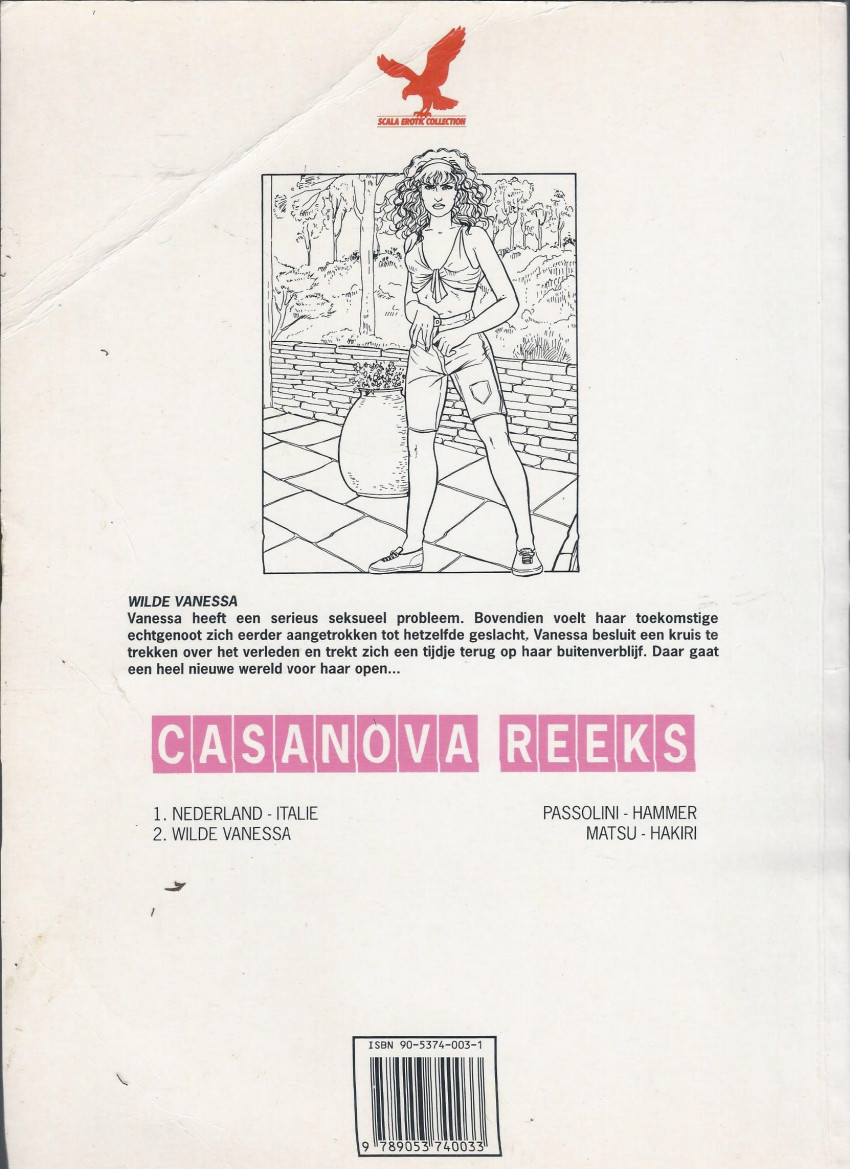 SCALA EROTIC COLLECTION
WILDE VANESSA
Vanessa heeft een serieus seksueel probleem. Bovendien voelt haar toekomstige
echtgenoot zich eerder aangetrokken tot hetzelfde geslacht. Vanessa besluit een kruis te
trekken over het verleden en trekt zich een tijdje terug op haar buitenverblijf. Daar gaat
een heel nieuwe wereld voor haar open...
CASANOVA REEKS
1. NEDERLAND - ITALIE PASSOLINI - HAMMER
2. WILDE VANESSA MATSU - HAKIRI
ISBN 90-5374-003-1
9 789053 740033